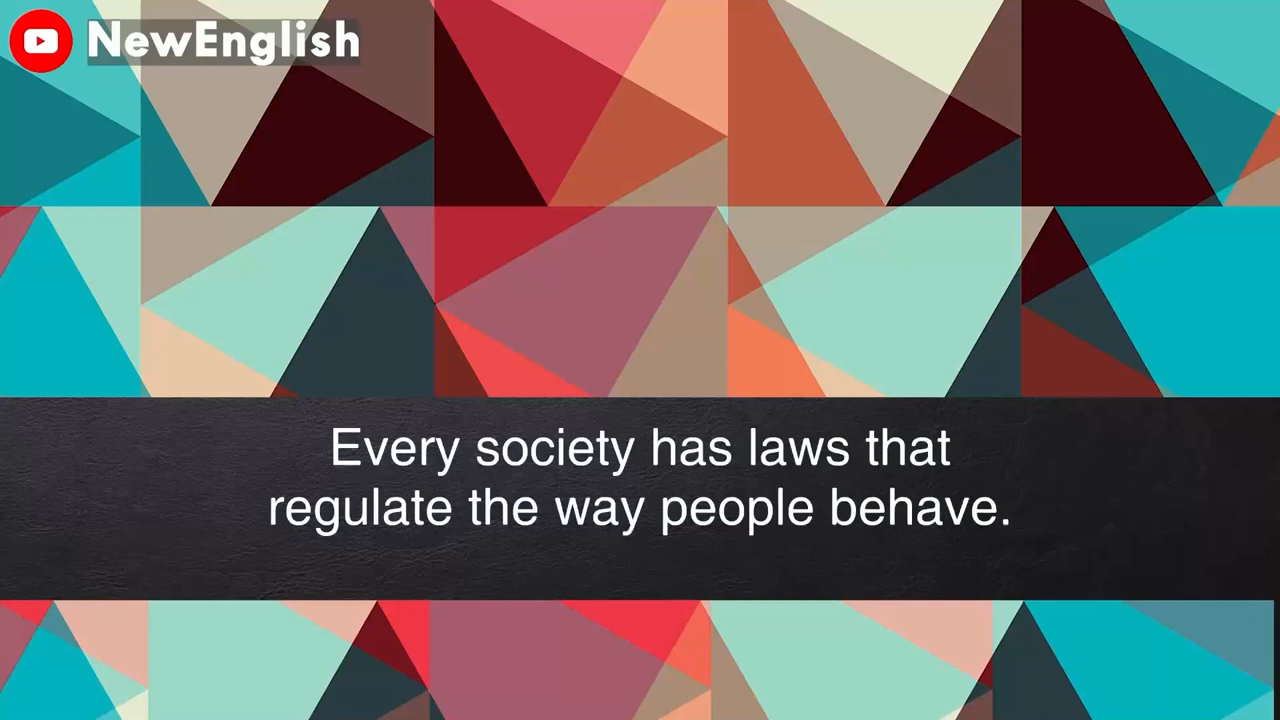 NewEnglish
Every society has laws that
regulate the way people behave.